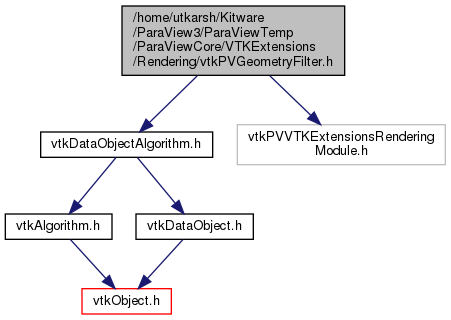 /home/utkarsh/Kitware
/ParaView3/ParaViewTemp
/ParaViewCore/VTKExtensions
/Rendering/vtkPVGeometryFilter.h
vtkDataObjectAlgorithm.h
vtkPVVTKExtensionsRendering
Module.h
vtkAlgorithm.h
vtkDataObject.h
vtkObject.h